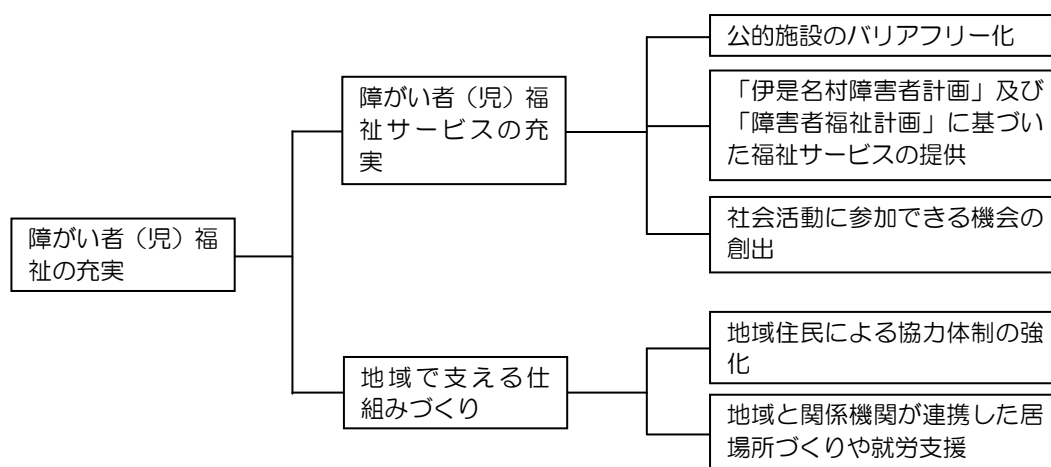 障がい者（児）福
祉の充実
障がい者（児）福
祉サービスの充
実
公的施設のバリアフリー化
「伊是名村障害者計画」及び
「障害者福祉計画」に基づい
た福祉サービスの提供
社会活動に参加できる機会の
創出
地域で支える仕
組みづくり
地域住民による協力体制の強
化
地域と関係機関が連携した居
場所づくりや就労支援